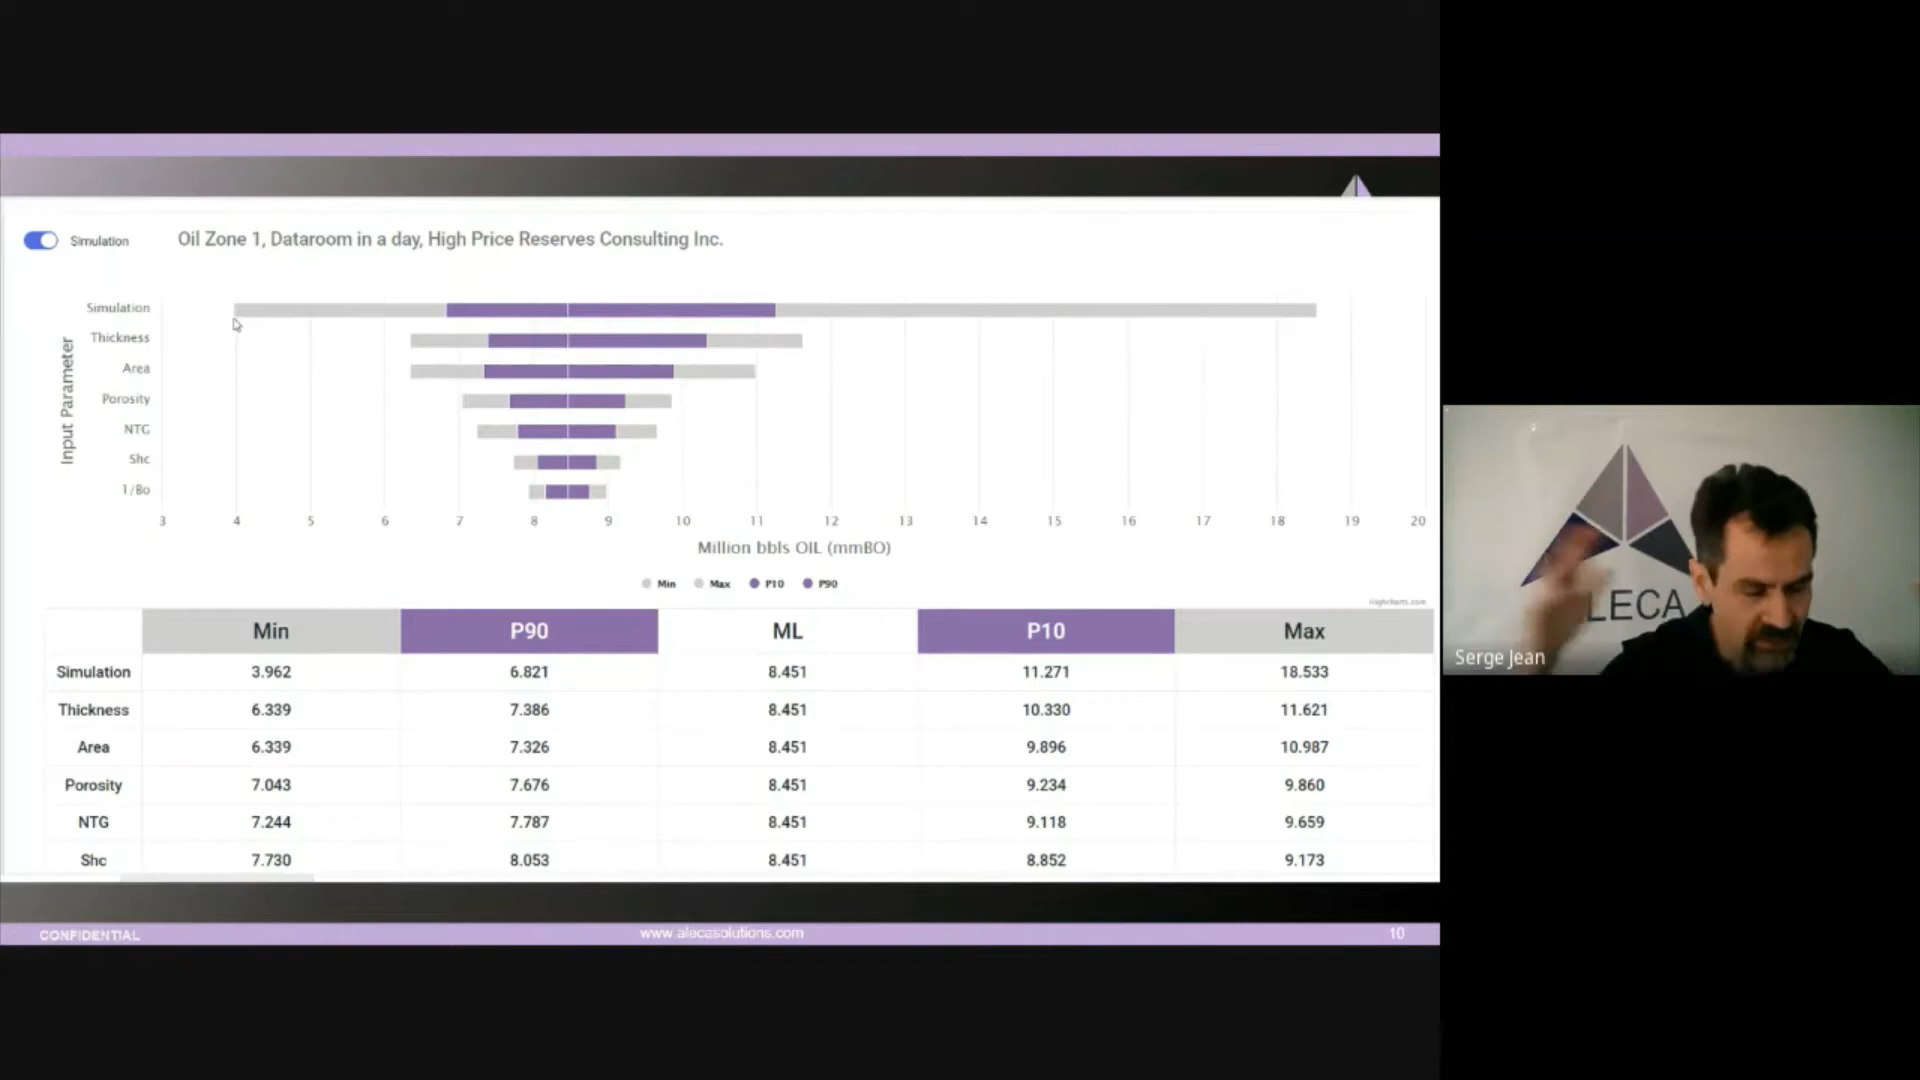 Simulation
Oil Zone 1, Dataroom in a day, High Price Reserves Consulting Inc.
Input Parameter
Simulation
Thickness
Area
Porosity
NTG
Shc
1/Bo
3 4 5 6 7 8 9 10 11 12 13 14 15 16 17 18 19 20
Million bbls OIL (mmBO)
Min Max P10 P90
Highcharts.com
Min P90 ML P10 Max
Simulation 3.962 6.821 8.451 11.271 18.533
Thickness 6.339 7.386 8.451 10.330 11.621
Area 6.339 7.326 8.451 9.896 10.987
Porosity 7.043 7.676 8.451 9.234 9.860
NTG 7.244 7.787 8.451 9.118 9.659
Shc 7.730 8.053 8.451 8.852 9.173
CONFIDENTIAL www.alecasolutions.com 10
LECA
Serge Jean